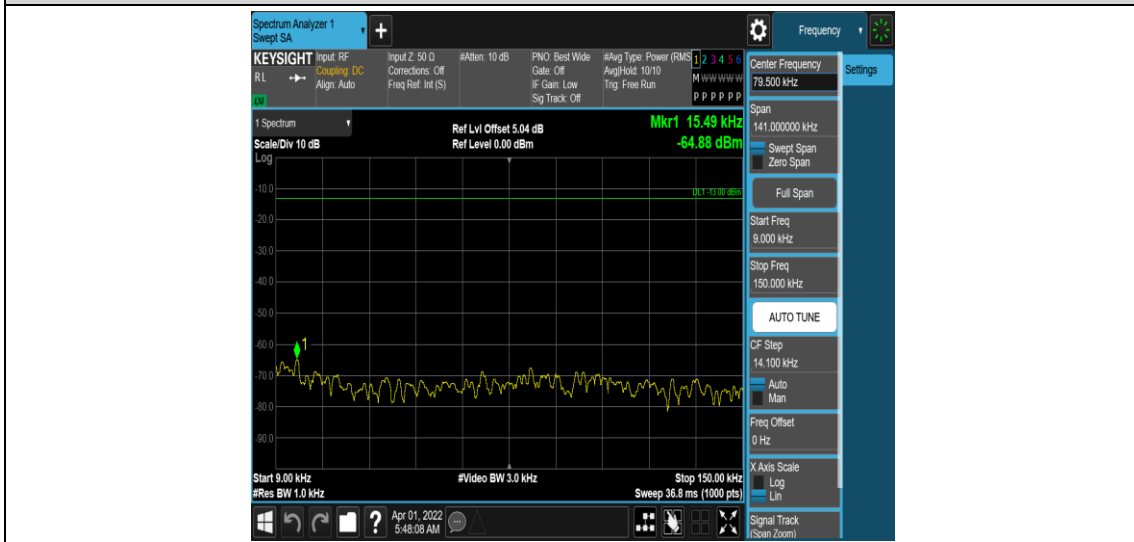 Spectrum Analyzer 1
Swept SA
+
Frequency
KEYSIGHT
RL
Input: RF
Coupling: DC
Align: Auto
Input Z: 50 Ω
Corrections: Off
Freq Ref: Int (S)
#Atten: 10 dB
PNO: Best Wide
Gate: Off
IF Gain: Low
Sig Track: Off
#Avg Type: Power (RMS
Avg|Hold: 10/10
Trig: Free Run
1 2 3 4 5 6
M W W W W W
P P P P P P
1 Spectrum
Scale/Div 10 dB
Ref Lvl Offset 5.04 dB
Ref Level 0.00 dBm
Mkr1 15.49 kHz
-64.88 dBm
Log
DL1 -13.00 dBm
-10.0
-20.0
-30.0
-40.0
-50.0
-60.0
-70.0
-80.0
-90.0
1
Start 9.00 kHz
#Res BW 1.0 kHz
#Video BW 3.0 kHz
Stop 150.00 kHz
Sweep 36.8 ms (1000 pts)
?
Apr 01, 2022
5:48:08 AM
Center Frequency
79.500 kHz
Settings
Span
141.000000 kHz
Swept Span
Zero Span
Full Span
Start Freq
9.000 kHz
Stop Freq
150.000 kHz
AUTO TUNE
CF Step
14.100 kHz
Auto
Man
Freq Offset
0 Hz
X Axis Scale
Log
Lin
Signal Track
(Span Zoom)